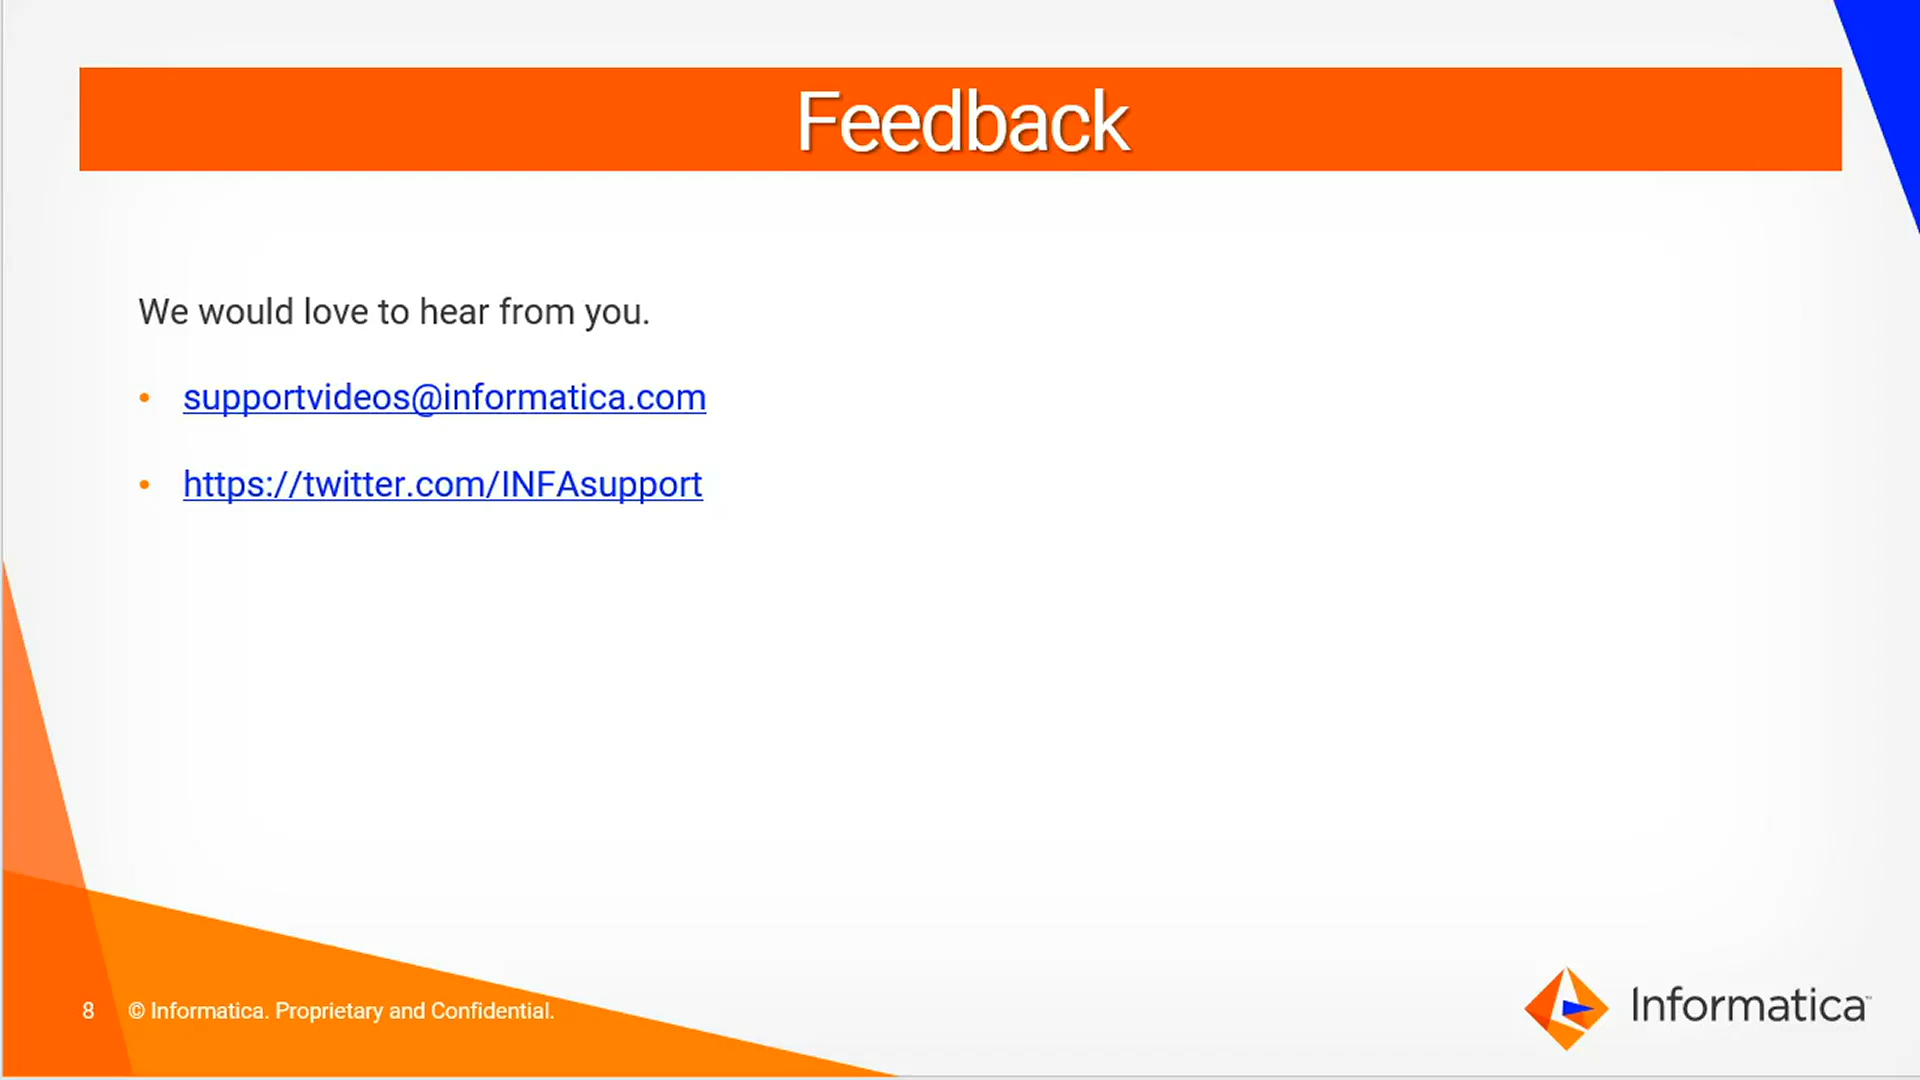 Feedback
We would love to hear from you.
• supportvideos@informatica.com
• https://twitter.com/INFAsupport
8 © Informatica. Proprietary and Confidential.
Informatica™